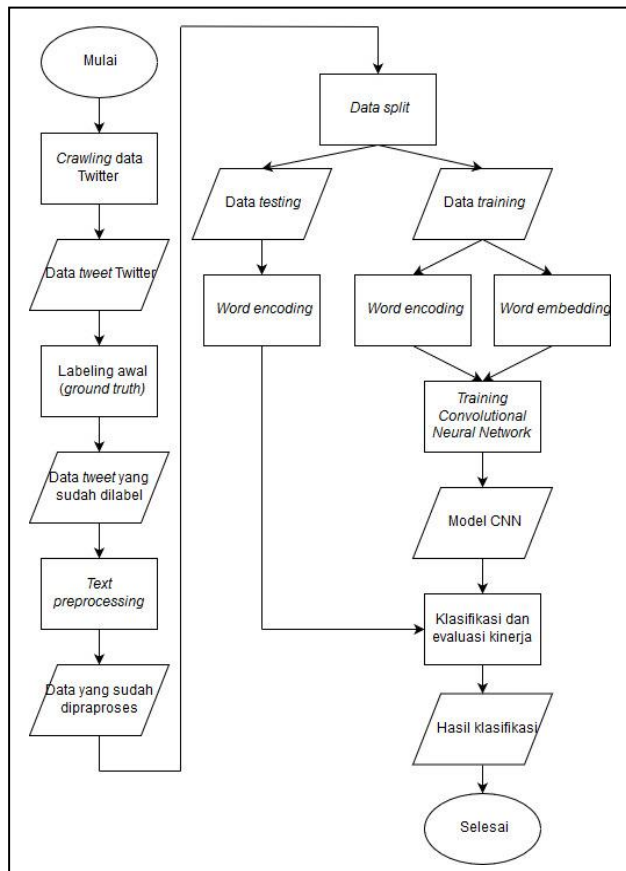 Mulai
Crawling data
Twitter
Data tweet Twitter
Labeling awal
(ground truth)
Data tweet yang
sudah dilabel
Text
preprocessing
Data yang sudah
dipraproses
Data split
Data testing
Data training
Word encoding
Word encoding
Word embedding
Training
Convolutional
Neural Network
Model CNN
Klasifikasi dan
evaluasi kinerja
Hasil klasifikasi
Selesai